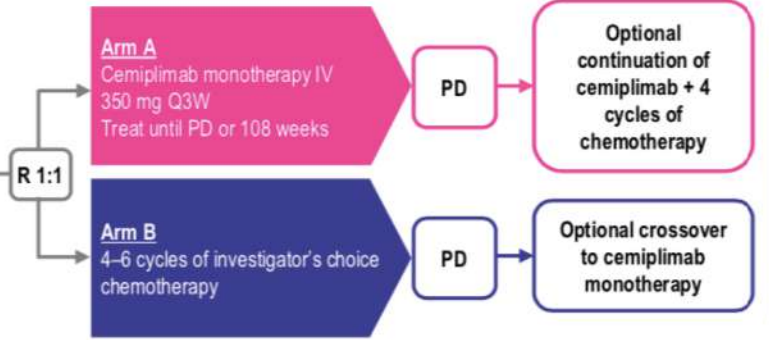 R 1:1
Arm A
Cemiplimab monotherapy IV
350 mg Q3W
Treat until PD or 108 weeks
PD
Optional
continuation of
cemiplimab + 4
cycles of
chemotherapy
Arm B
4–6 cycles of investigator's choice
chemotherapy
PD
Optional crossover
to cemiplimab
monotherapy